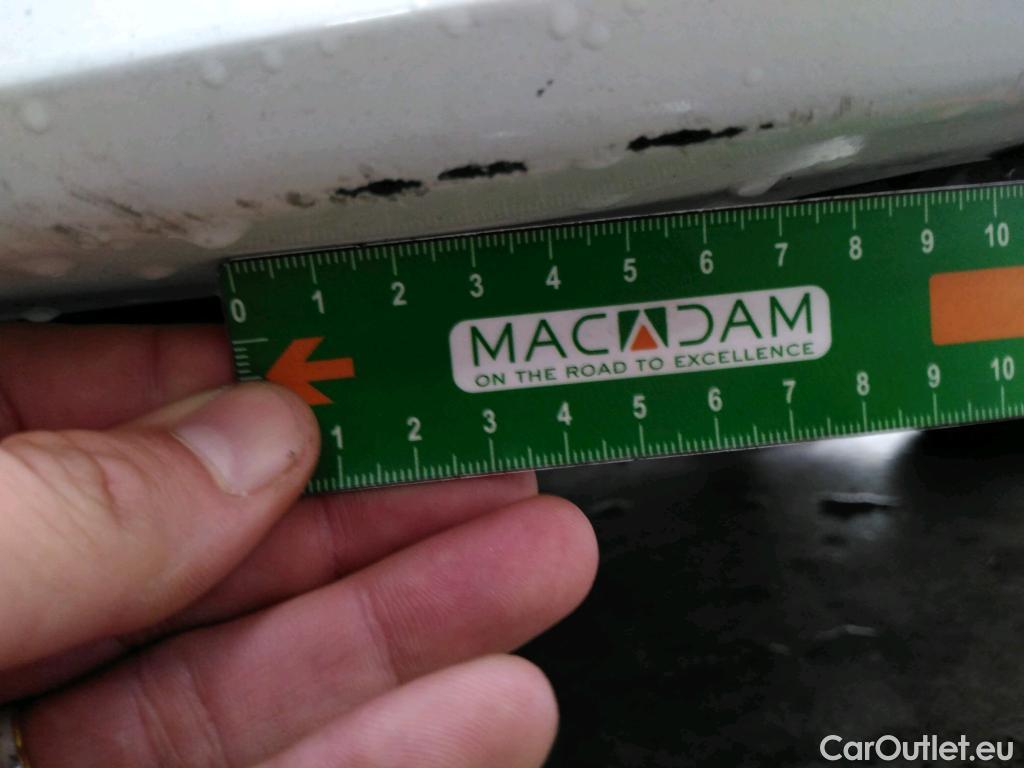 0 1 2 3 4 5 6 7 8 9 10
MACADAM
ON THE ROAD TO EXCELLENCE
1 2 3 4 5 6 7 8 9 10
CarOutlet.eu